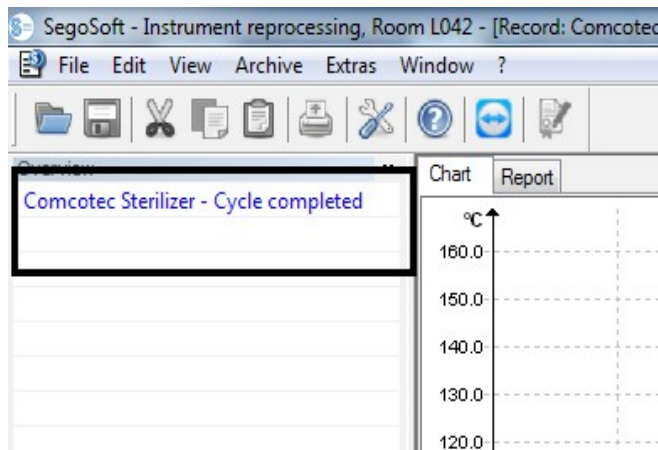 SegoSoft - Instrument reprocessing, Room L042 - [Record: Comcotec
File Edit View Archive Extras Window ?
Overview
Chart Report
Comcotec Sterilizer - Cycle completed
°C
160.0
150.0
140.0
130.0
120.0